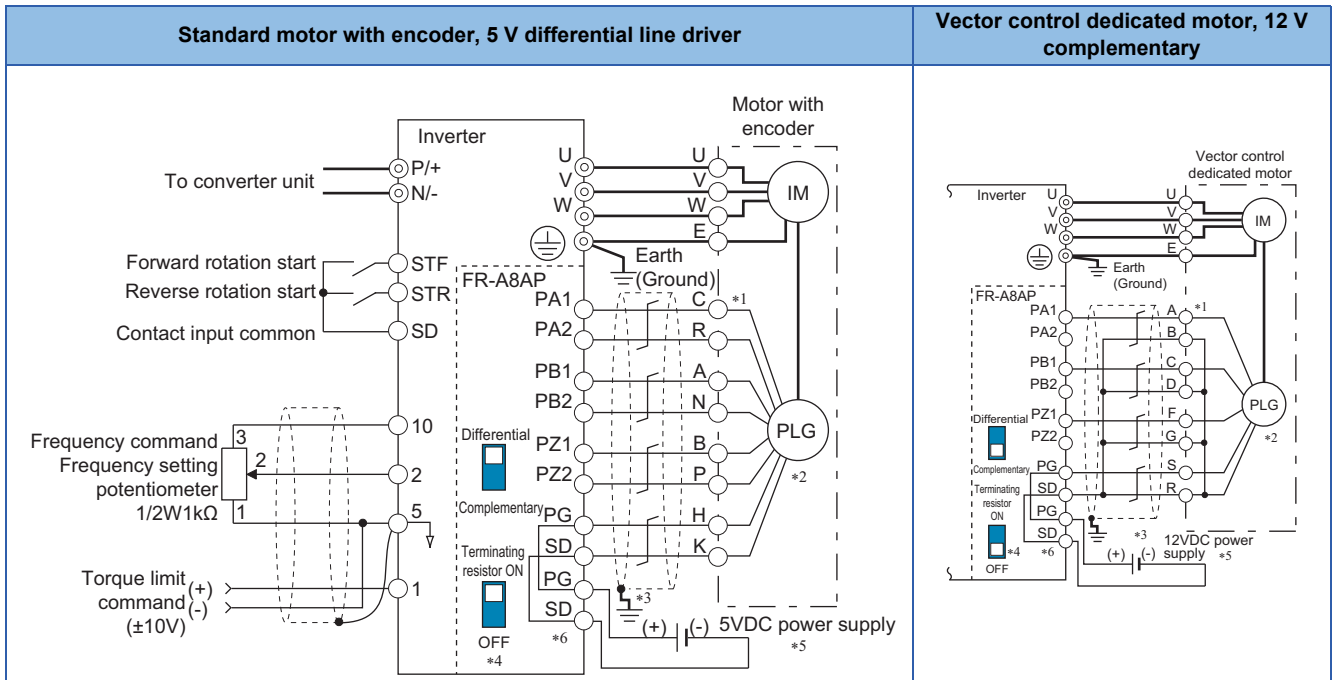 Standard motor with encoder, 5 V differential line driver
Vector control dedicated motor, 12 V
complementary
Inverter
P/+
N/-
To converter unit
Forward rotation start
Reverse rotation start
Contact input common
STF
STR
SD
Frequency command
Frequency setting
potentiometer
1/2W1kΩ
3
2
1
10
2
5
1
Torque limit
command
(±10V)
(+)
(-)
U
V
W
U
V
W
E
Motor with
encoder
IM
Earth
(Ground)
FR-A8AP
PA1
PA2
PB1
PB2
PZ1
PZ2
PG
SD
PG
SD
C
R
A
N
B
P
H
K
*1
PLG
*2
Differential
Complementary
Terminating
resistor ON
OFF
*4
*6
*3
(+)
(-)
5VDC power supply
*5
Inverter
U
V
W
U
V
W
E
Vector control
dedicated motor
IM
Earth
(Ground)
FR-A8AP
PA1
PA2
PB1
PB2
PZ1
PZ2
PG
SD
PG
SD
A
B
C
D
F
G
S
R
*1
PLG
*2
Differential
Complementary
Terminating
resistor
ON
*4
OFF
*6
*3
(+)
(-)
12VDC power
supply
*5